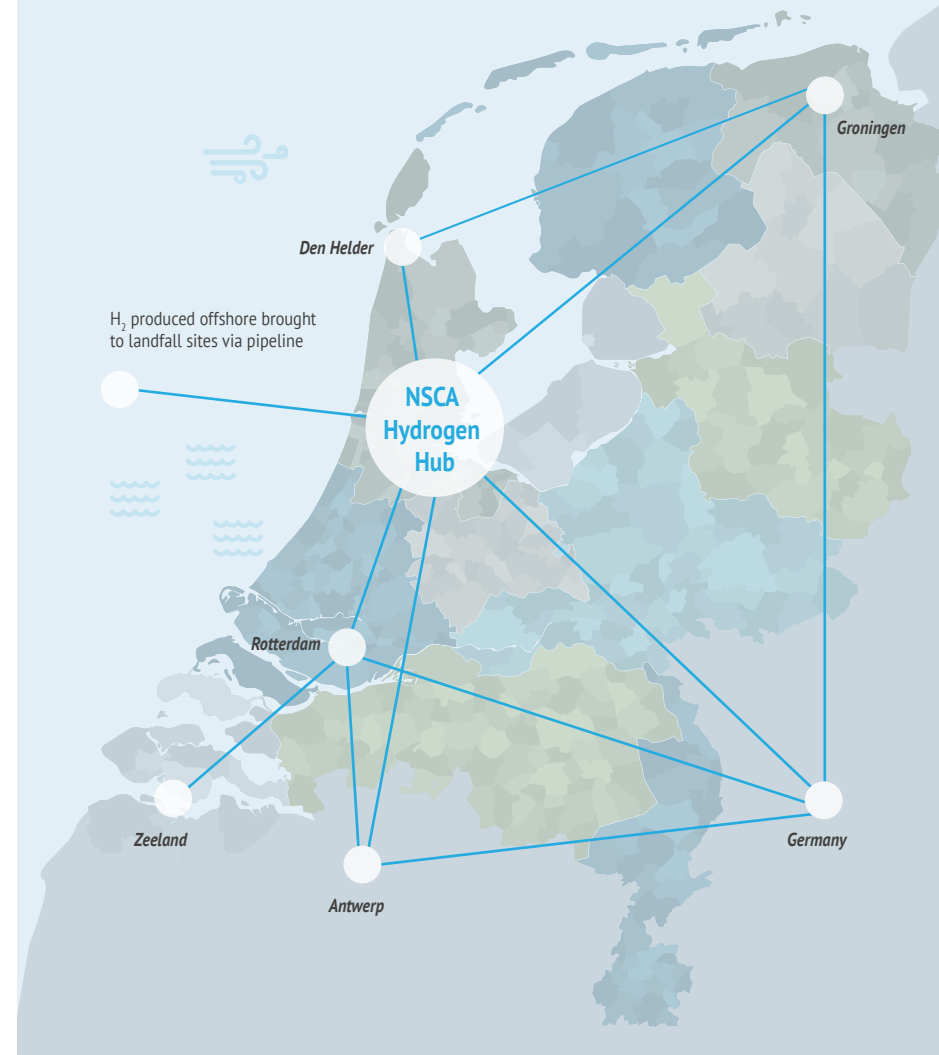 Groningen
Den Helder
H₂ produced offshore brought
to landfall sites via pipeline
NSCA
Hydrogen
Hub
Rotterdam
Zeeland
Germany
Antwerp